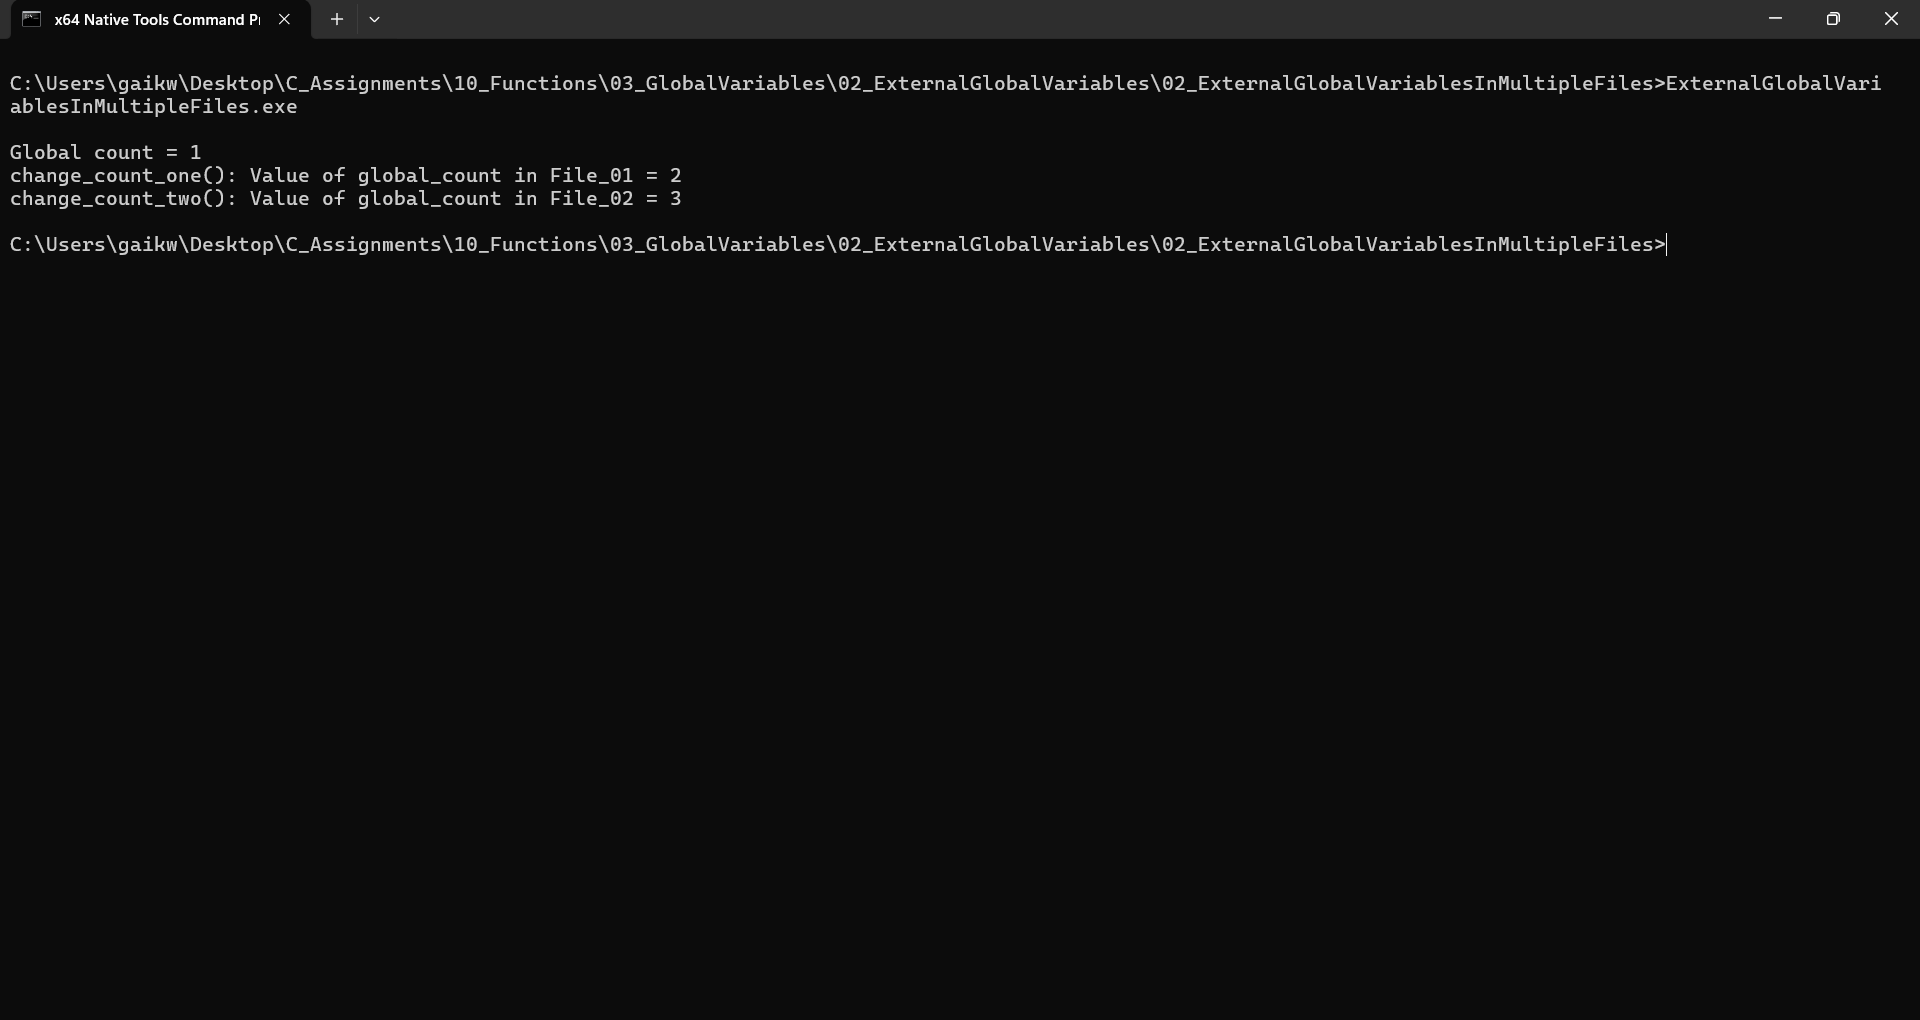 x64 Native Tools Command P
C:\Users\gaikw\Desktop\C_Assignments\10_Functions\03_GlobalVariables\02_ExternalGlobalVariables\02_ExternalGlobalVariablesInMultipleFiles>ExternalGlobalVari
ablesInMultipleFiles.exe
Global count = 1
change_count_one(): Value of global_count in File_01 = 2
change_count_two(): Value of global_count in File_02 = 3
C:\Users\gaikw\Desktop\C_Assignments\10_Functions\03_GlobalVariables\02_ExternalGlobalVariables\02_ExternalGlobalVariablesInMultipleFiles>